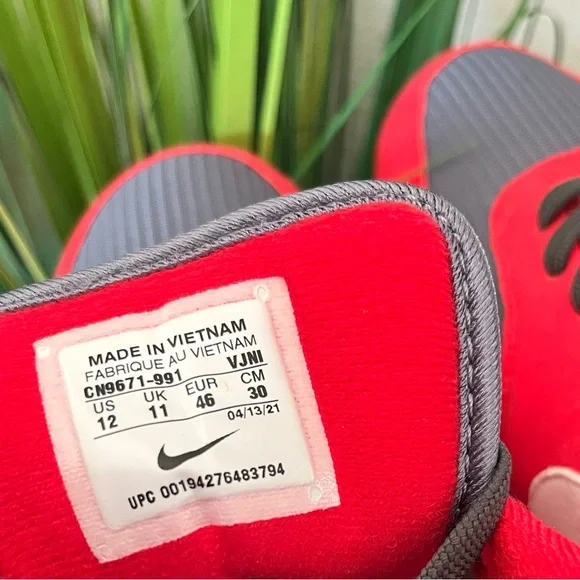 MADE IN VIETNAM
FABRIQUE AU VIETNAM
CN9671-991 VJNI
US UK EUR CM
12 11 46 30
04/13/21
UPC 00194276483794